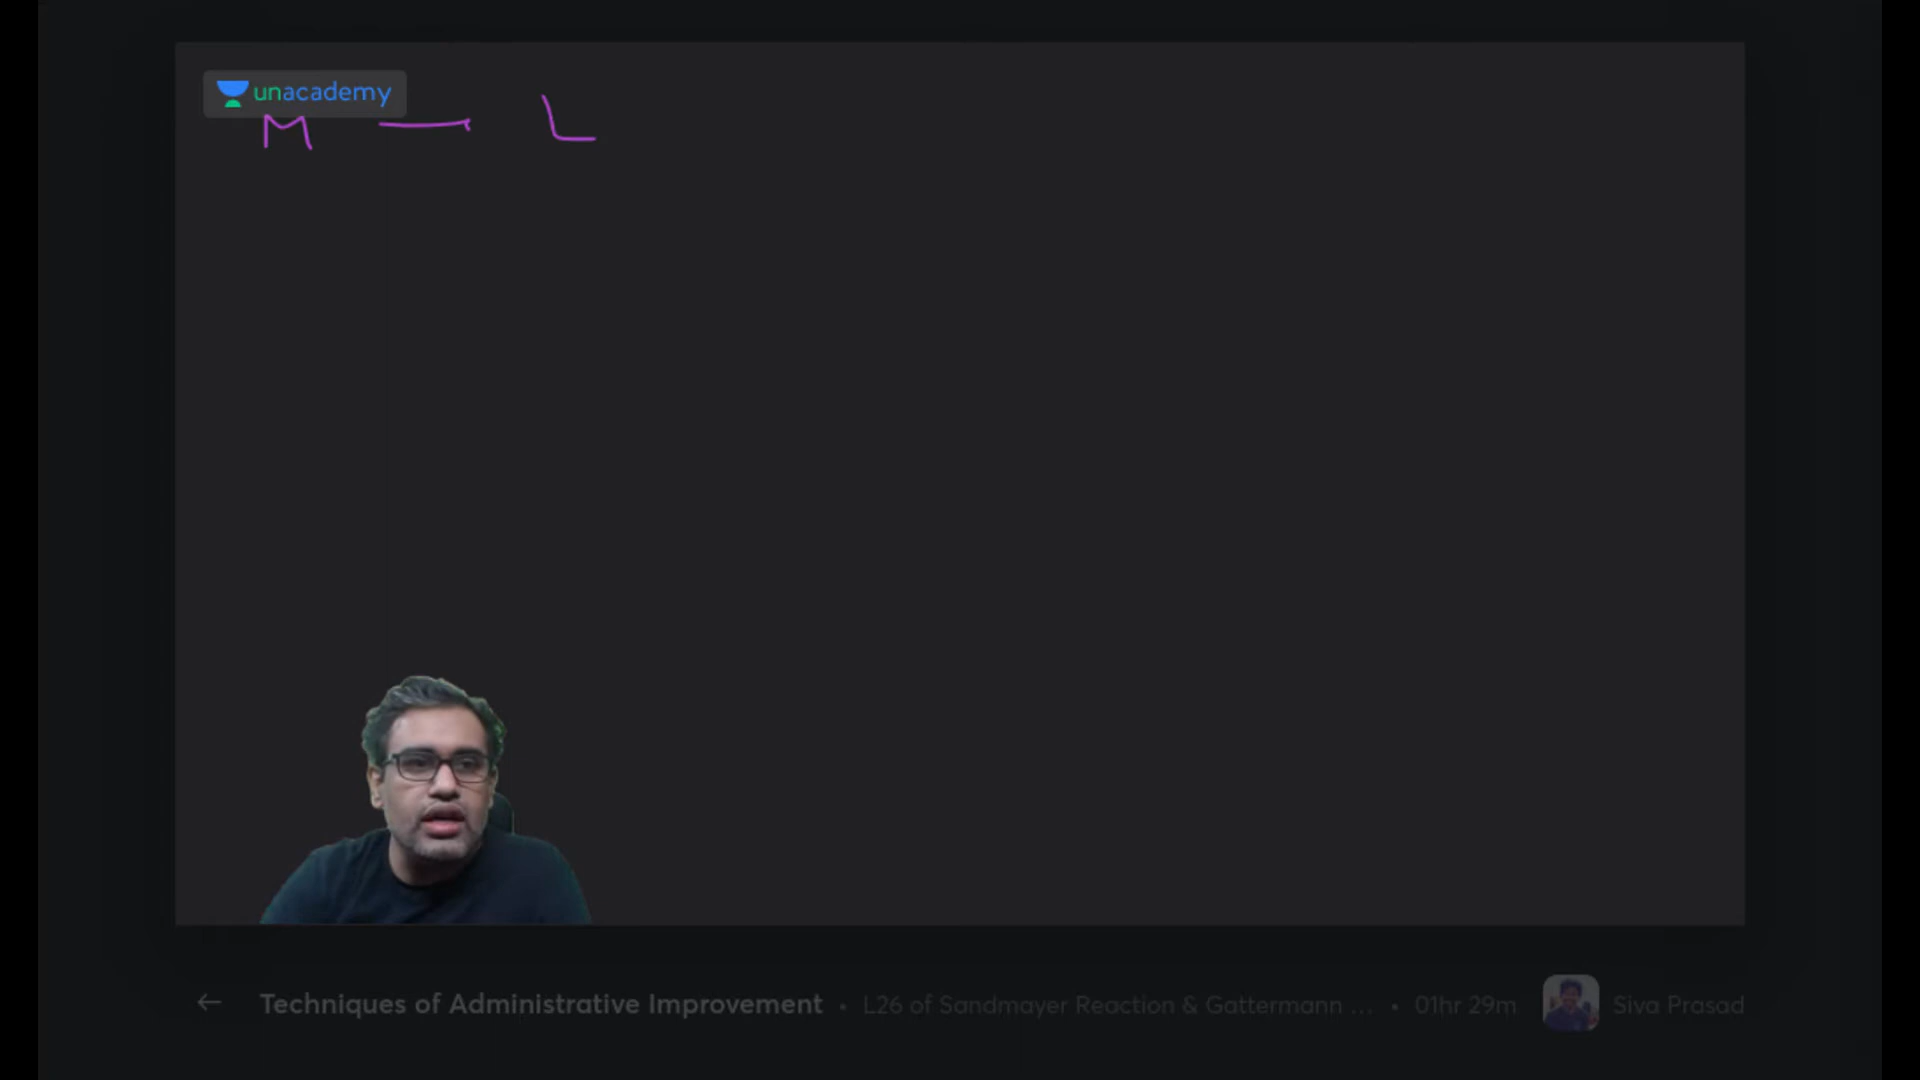 unacademy
M — L
Techniques of Administrative Improvement • L26 of Sandmayer Reaction & Gattermann ... • 01hr 29m Siva Prasad